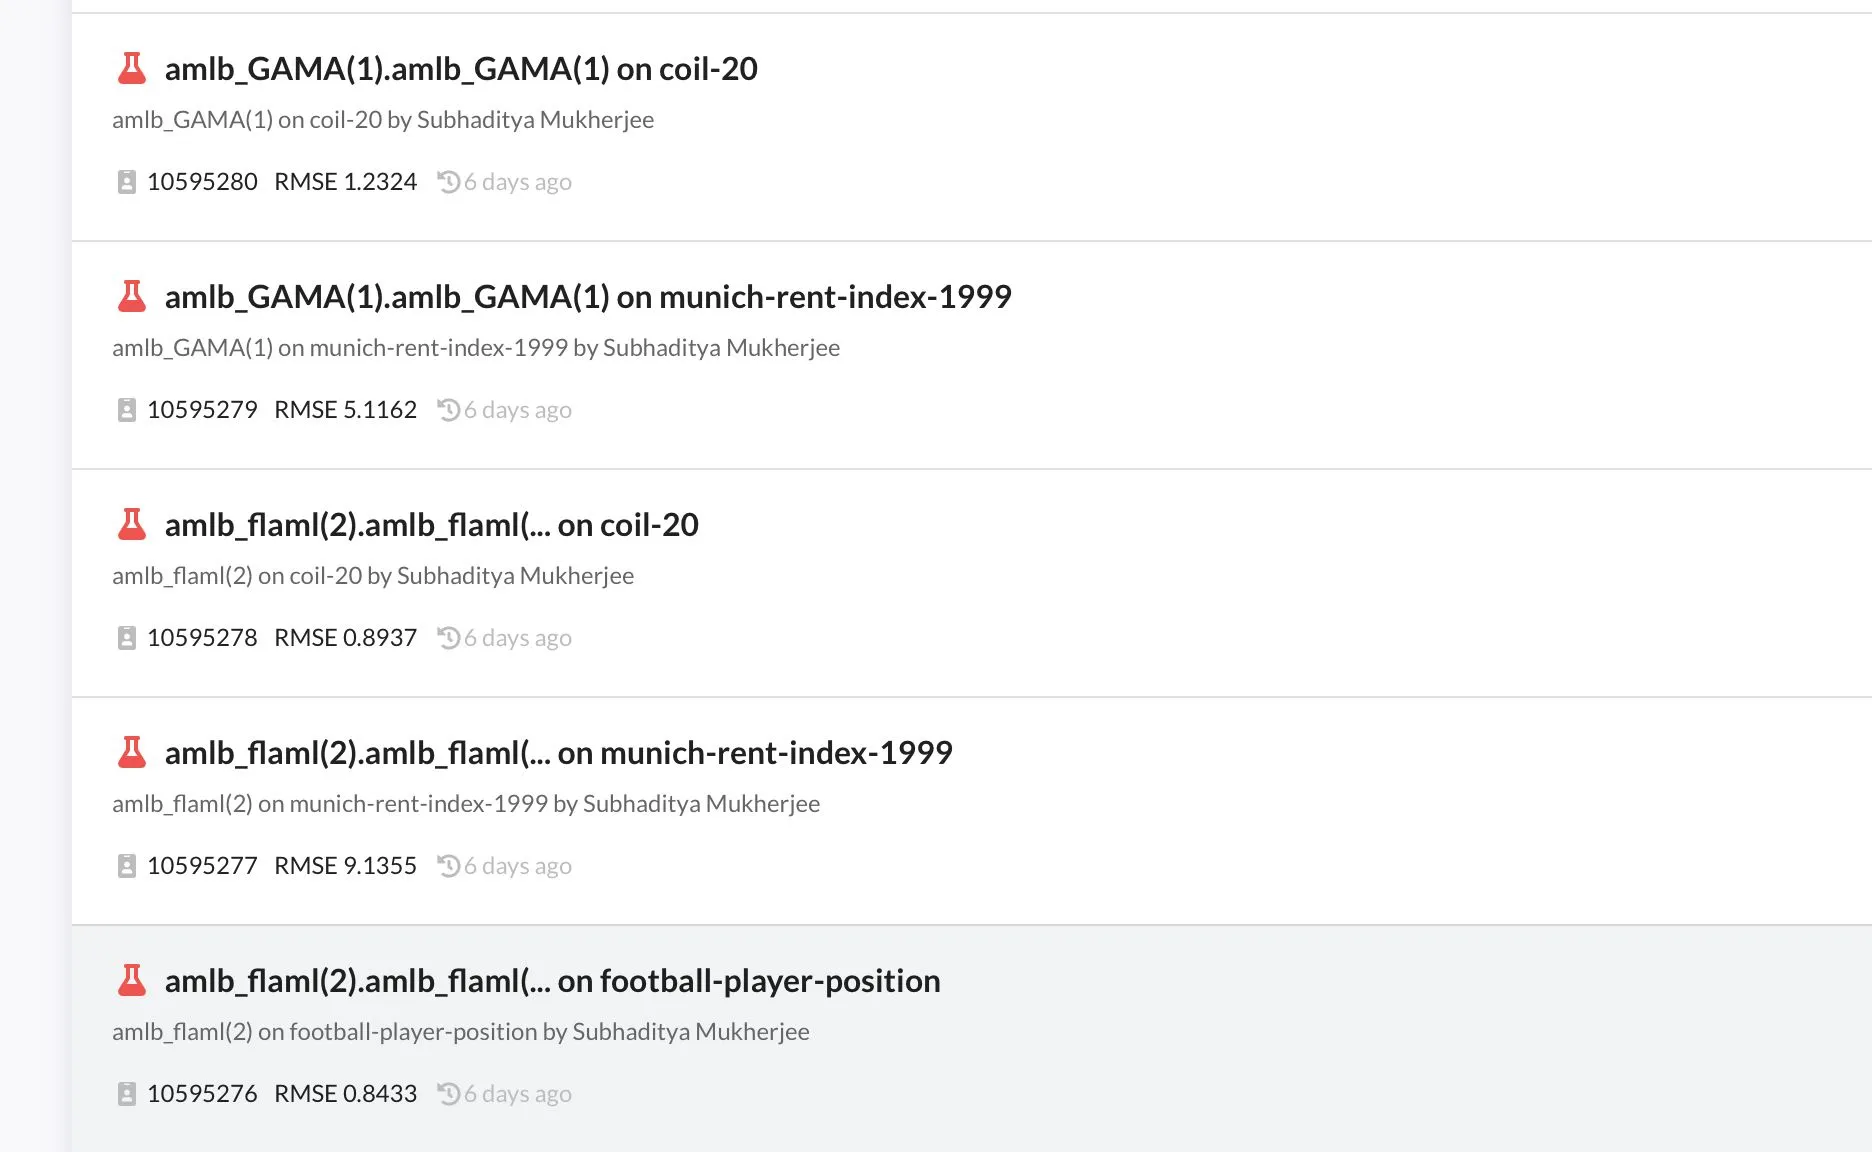 amlb_GAMA(1).amlb_GAMA(1) on coil-20
amlb_GAMA(1) on coil-20 by Subhaditya Mukherjee
10595280 RMSE 1.2324 6 days ago
amlb_GAMA(1).amlb_GAMA(1) on munich-rent-index-1999
amlb_GAMA(1) on munich-rent-index-1999 by Subhaditya Mukherjee
10595279 RMSE 5.1162 6 days ago
amlb_flaml(2).amlb_flaml(... on coil-20
amlb_flaml(2) on coil-20 by Subhaditya Mukherjee
10595278 RMSE 0.8937 6 days ago
amlb_flaml(2).amlb_flaml(... on munich-rent-index-1999
amlb_flaml(2) on munich-rent-index-1999 by Subhaditya Mukherjee
10595277 RMSE 9.1355 6 days ago
amlb_flaml(2).amlb_flaml(... on football-player-position
amlb_flaml(2) on football-player-position by Subhaditya Mukherjee
10595276 RMSE 0.8433 6 days ago